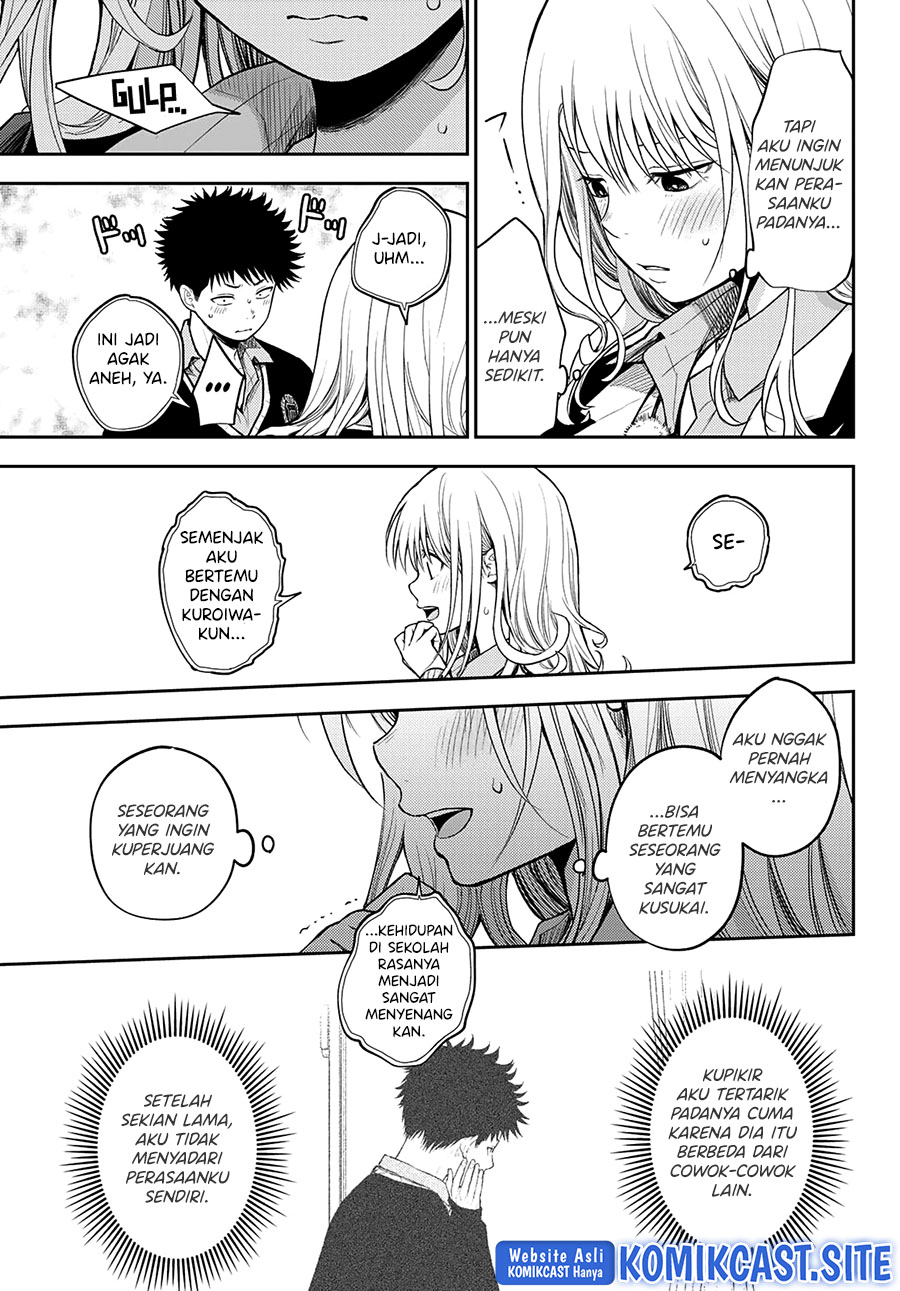 TAPI
AKU INGIN
MENUNJUK
KAN PERA-
SAANKU
PADANYA...
...MESKI
PUN
HANYA
SEDIKIT.
GULP...
J-JADI,
UHM...
ドッ
ドッ
...
INI JADI
AGAK
ANEH, YA.
SE-
SEMENJAK
AKU
BERTEMU
DENGAN
KUROIWA-
KUN...
AKU NGGAK
PERNAH
MENYANGKA
...
...BISA
BERTEMU
SESEORANG
YANG
SANGAT
KUSUKAI.
SESEORANG
YANG INGIN
KUPERJUANG
KAN.
...KEHIDUPAN
DI SEKOLAH
RASANYA
MENJADI
SANGAT
MENYENANG
KAN.
KUPIKIR
AKU TERTARIK
PADANYA CUMA
KARENA DIA ITU
BERBEDA DARI
COWOK-COWOK
LAIN.
SETELAH
SEKIAN LAMA,
AKU TIDAK
MENYADARI
PERASAANKU
SENDIRI.
Website Asli
KOMIKCAST Hanya
KOMIKCAST.SITE